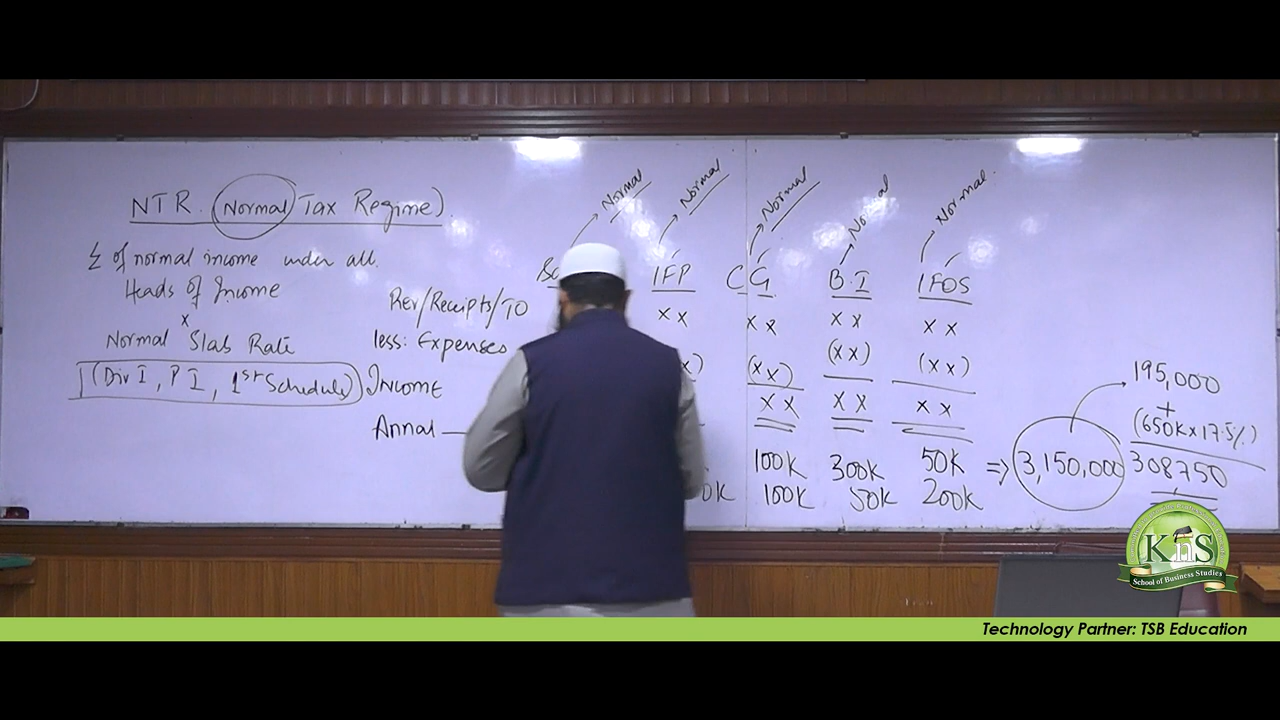 NTR. (Normal) Tax Regime).
Σ of normal income under all.
Heads of Income
x
Normal Slab Rate
(Div I, P I, 1st Schedule)
Rev/Receipts/TO
less: Expenses
Income
Annal
Normal Normal Normal Normal Normal.
IFP CG B.I IFOS
xx xx xx xx
(xx) (xx) (xx)
xx xx xx
100K 300K 50K => 3,150,000
100K 50K 200K
195,000
+
(650K x 17.5%)
308750
KnS
School of Business Studies
Technology Partner: TSB Education